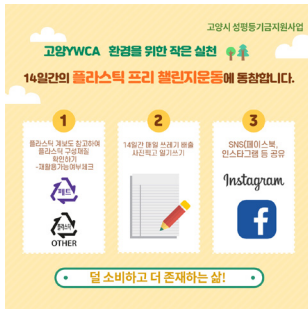 고양시 성평등기금지원사업
고양YWCA 환경을 위한 작은 실천
14일간의 플라스틱 프리 챌린지운동에 동참합니다.
1
플라스틱 계보도 참고하여
플라스틱 구성재질
확인하기
-재활용가능여부체크
페트
플라스틱
OTHER
2
14일간 매일 쓰레기 배출
사진찍고 일기쓰기
3
SNS(페이스북,
인스타그램 등 공유
Instagram
f
덜 소비하고 더 존재하는 삶!